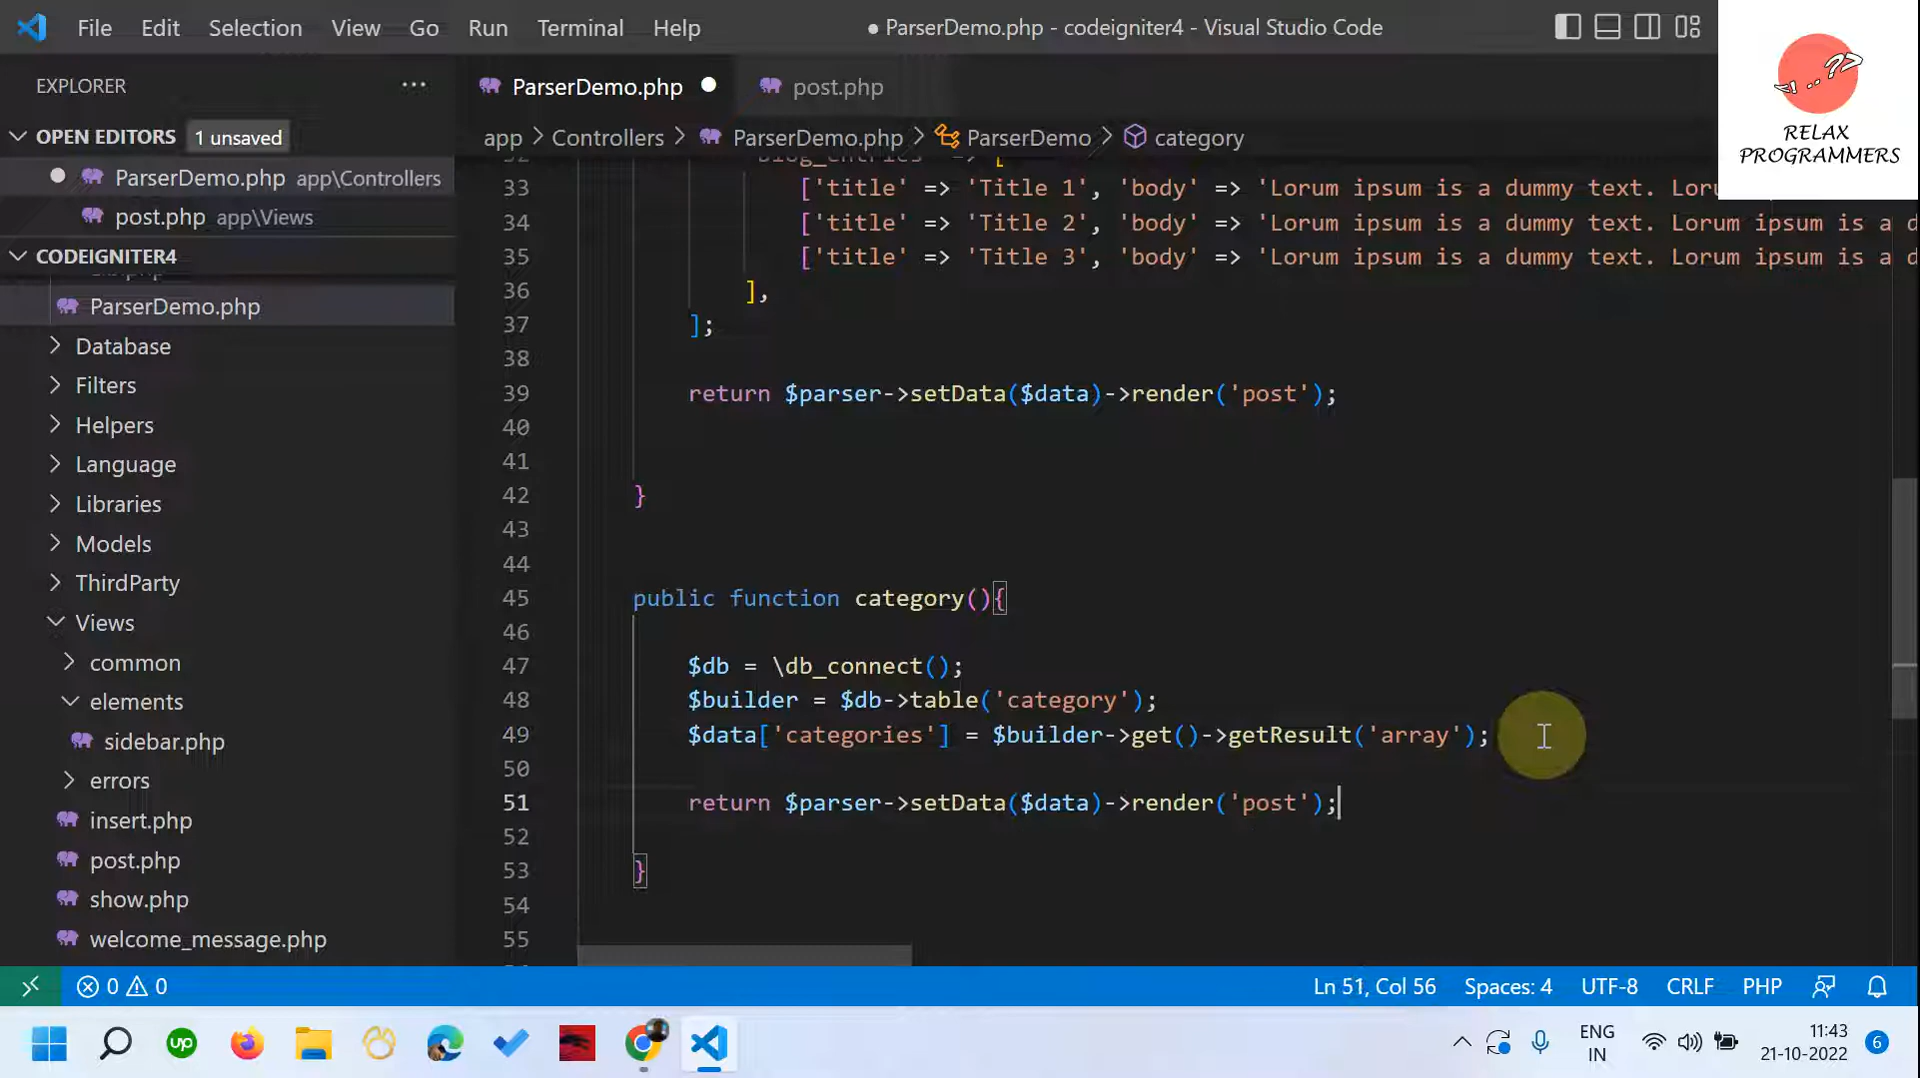 File Edit Selection View Go Run Terminal Help
● ParserDemo.php - codeigniter4 - Visual Studio Code
<! ..??>
RELAX
PROGRAMMERS
EXPLORER ...
ParserDemo.php
post.php
OPEN EDITORS 1 unsaved
app > Controllers > ParserDemo.php > ParserDemo > category
ParserDemo.php app\Controllers
post.php app\Views
CODEIGNITER4
ParserDemo.php
Database
Filters
Helpers
Language
Libraries
Models
ThirdParty
Views
common
elements
sidebar.php
errors
insert.php
post.php
show.php
welcome_message.php
32 'blog_entries' => [
33 ['title' => 'Title 1', 'body' => 'Lorum ipsum is a dummy text.
34 ['title' => 'Title 2', 'body' => 'Lorum ipsum is a dummy text. Lorum ipsum is a d
35 ['title' => 'Title 3', 'body' => 'Lorum ipsum is a dummy text. Lorum ipsum is a d
36 ],
37 ];
38
39 return $parser->setData($data)->render('post');
40
41
42 }
43
44
45 public function category(){
46
47 $db = \db_connect();
48 $builder = $db->table('category');
49 $data['categories'] = $builder->get()->getResult('array');
50
51 return $parser->setData($data)->render('post');
52
53 }
54
55
0 0
Ln 51, Col 56 Spaces: 4 UTF-8 CRLF PHP
up
ENG
IN
11:43
21-10-2022
6